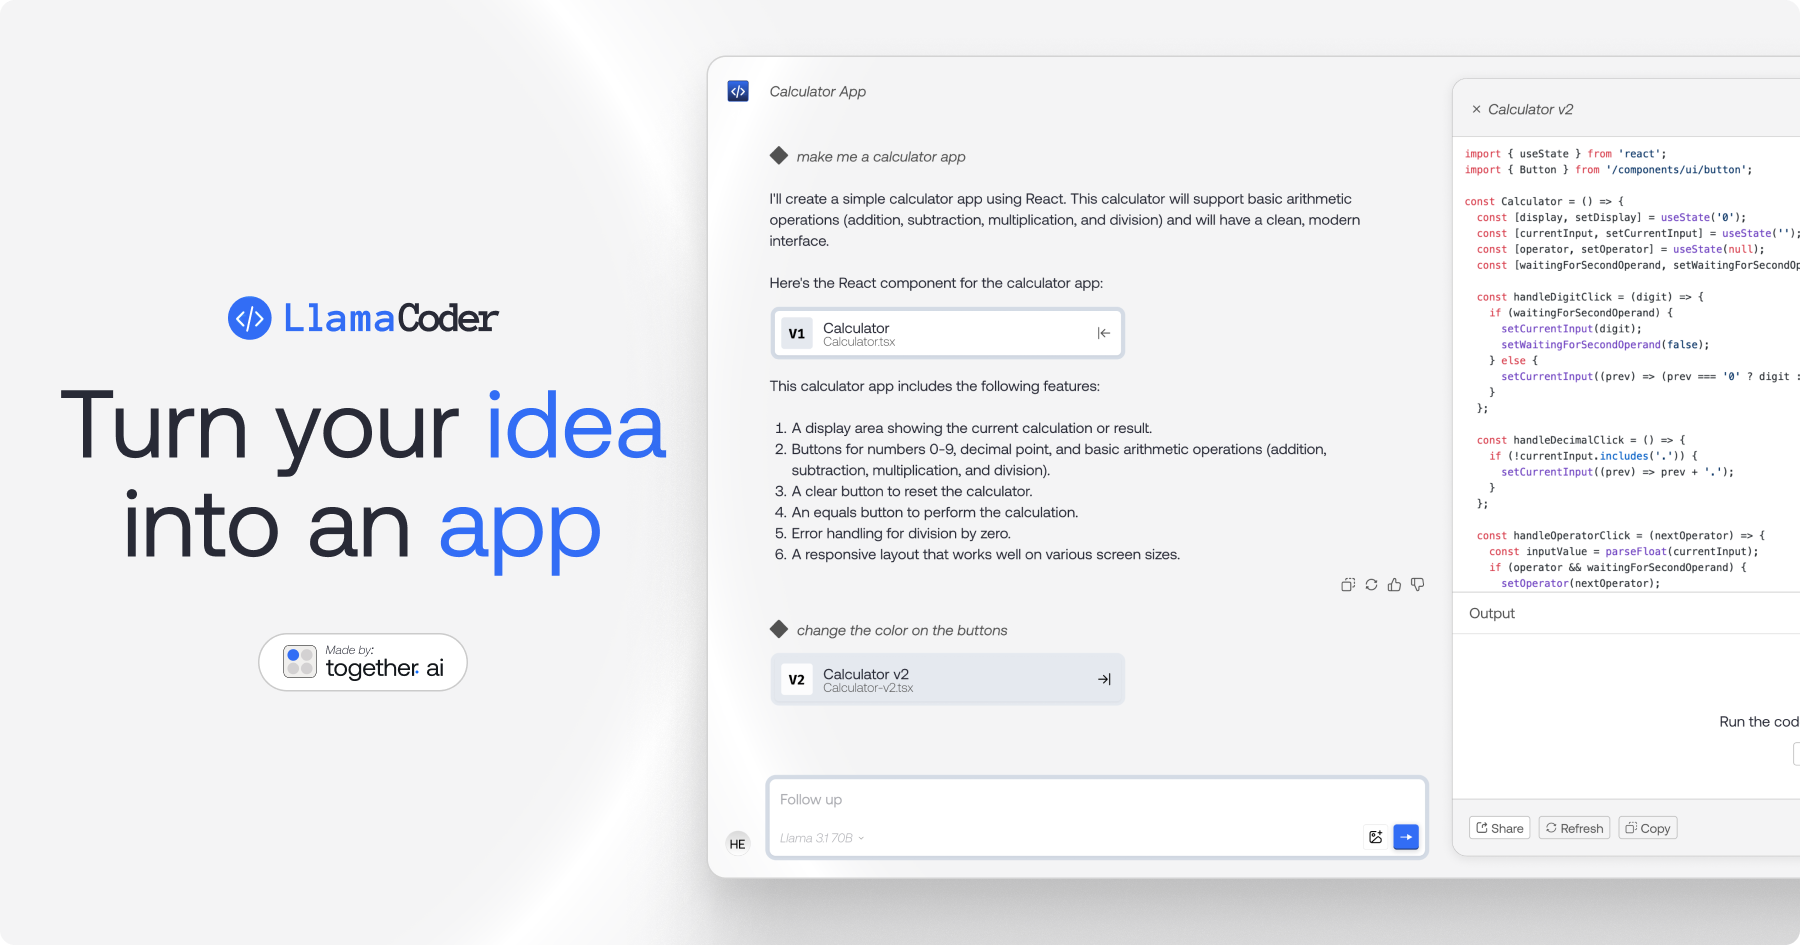 LlamaCoder
Turn your idea
into an app
Made by:
together.ai
Calculator App
make me a calculator app
I'll create a simple calculator app using React. This calculator will support basic arithmetic
operations (addition, subtraction, multiplication, and division) and will have a clean, modern
interface.
Here's the React component for the calculator app:
V1
Calculator
Calculator.tsx
This calculator app includes the following features:
1. A display area showing the current calculation or result.
2. Buttons for numbers 0-9, decimal point, and basic arithmetic operations (addition,
subtraction, multiplication, and division).
3. A clear button to reset the calculator.
4. An equals button to perform the calculation.
5. Error handling for division by zero.
6. A responsive layout that works well on various screen sizes.
change the color on the buttons
V2
Calculator v2
Calculator-v2.tsx
HE
Follow up
Llama 3.1 70B
× Calculator v2
import { useState } from 'react';
import { Button } from '/components/ui/button';
const Calculator = () => {
const [display, setDisplay] = useState('0');
const [currentInput, setCurrentInput] = useState('');
const [operator, setOperator] = useState(null);
const [waitingForSecondOperand, setWaitingForSecondOp
const handleDigitClick = (digit) => {
if (waitingForSecondOperand) {
setCurrentInput(digit);
setWaitingForSecondOperand(false);
} else {
setCurrentInput((prev) => (prev === '0' ? digit :
}
};
const handleDecimalClick = () => {
if (!currentInput.includes('.')) {
setCurrentInput((prev) => prev + '.');
}
};
const handleOperatorClick = (nextOperator) => {
const inputValue = parseFloat(currentInput);
if (operator && waitingForSecondOperand) {
setOperator(nextOperator);
Output
Run the cod
Share
Refresh
Copy